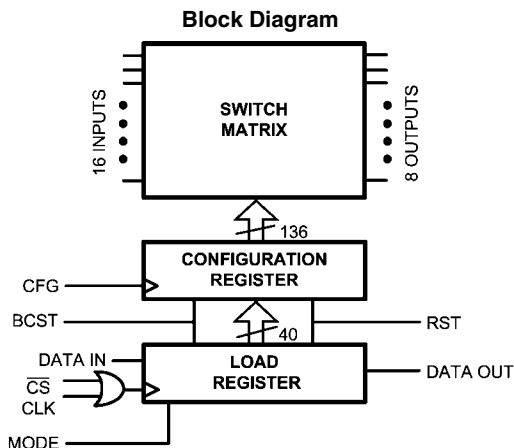 Block Diagram
16 INPUTS
SWITCH
MATRIX
8 OUTPUTS
136
CFG
CONFIGURATION
REGISTER
BCST
40
RST
DATA IN
LOAD
REGISTER
DATA OUT
CS
CLK
MODE